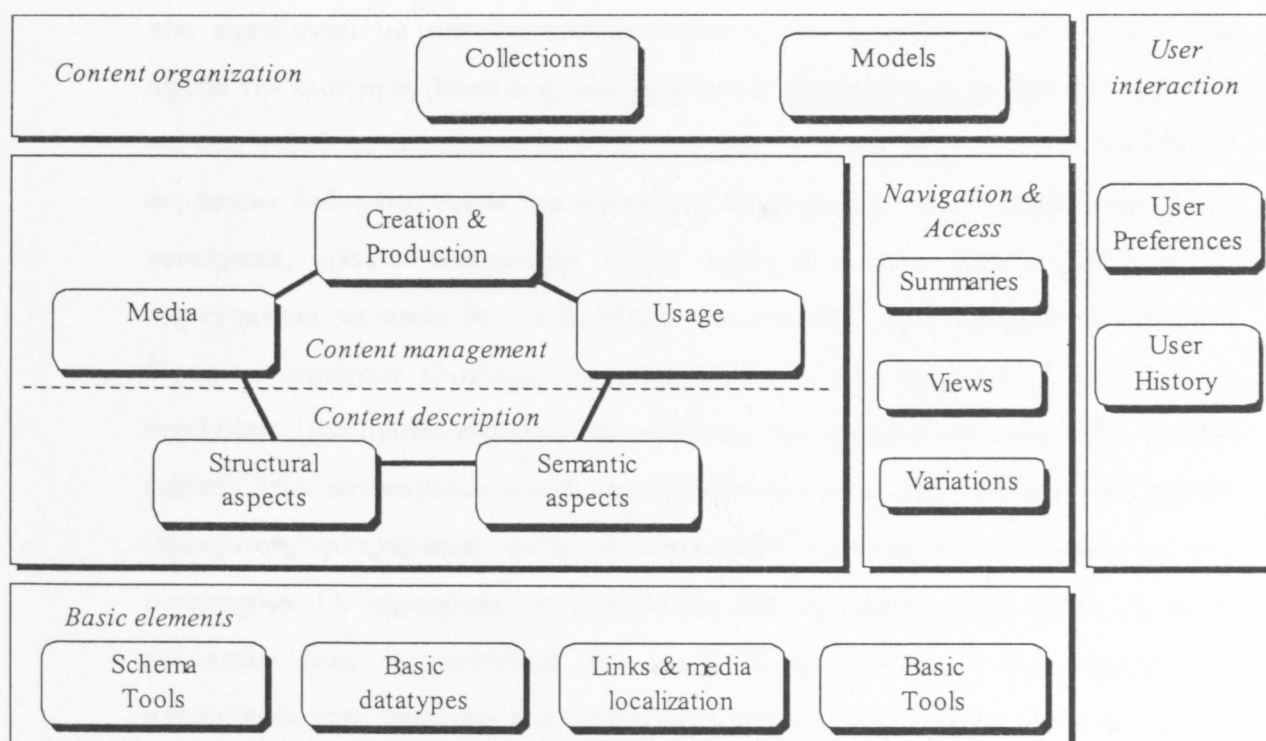 Content organization
Collections
Models
User
interaction
Creation &
Production
Media
Usage
Content management
Content description
Structural
aspects
Semantic
aspects
Navigation &
Access
Summaries
Views
Variations
User
Preferences
User
History
Basic elements
Schema
Tools
Basic
datatypes
Links & media
localization
Basic
Tools